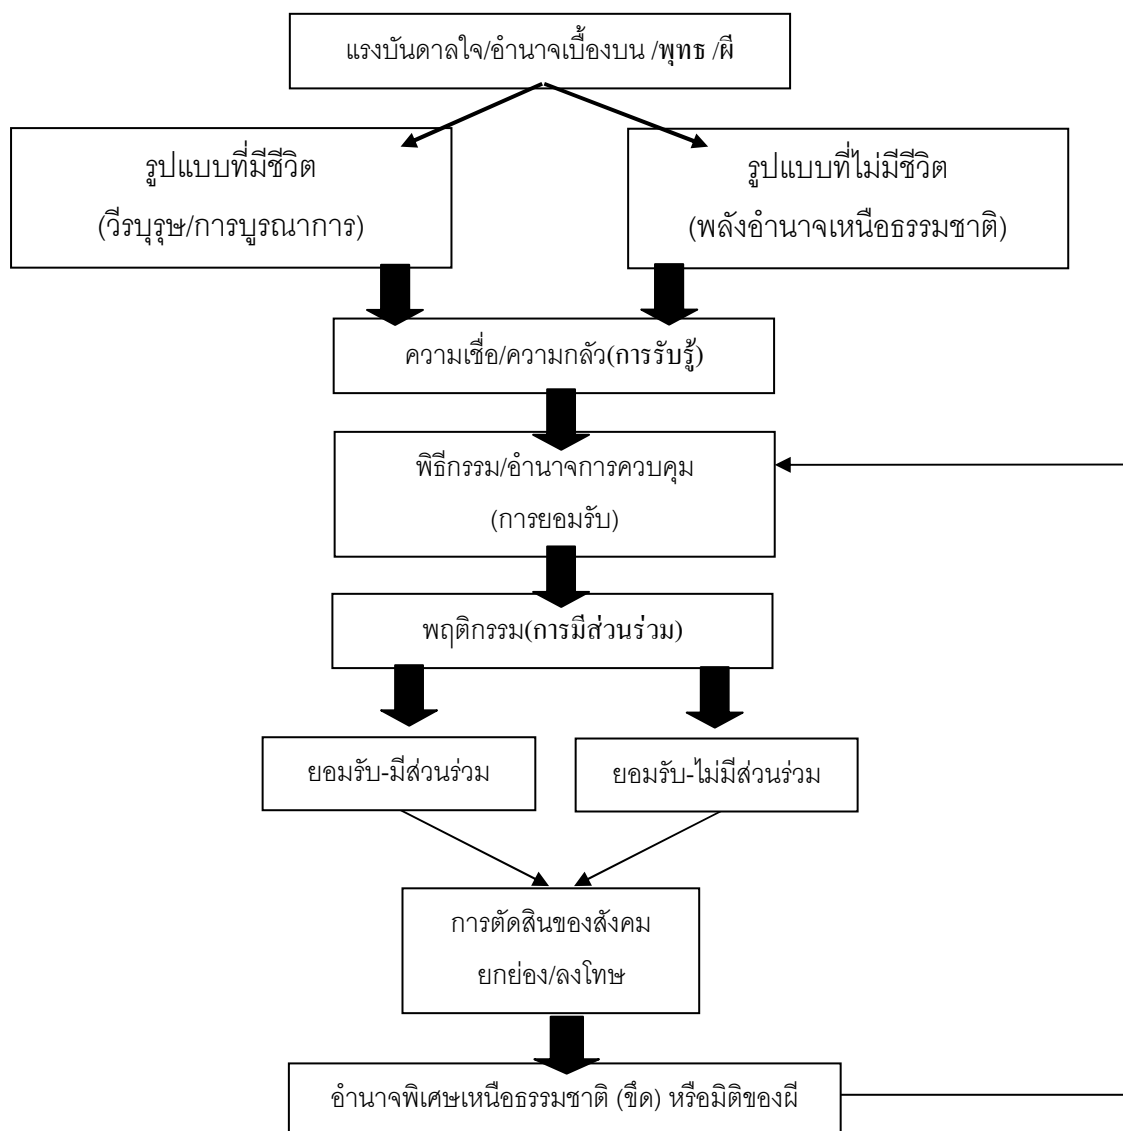 แรงบันดาลใจ/อำนาจเบื้องบน /พุทธ /ผี
รูปแบบที่มีชีวิต
(วีรบุรุษ/การบูรณาการ)
รูปแบบที่ไม่มีชีวิต
(พลังอำนาจเหนือธรรมชาติ)
ความเชื่อ/ความกลัว(การรับรู้)
พิธีกรรม/อำนาจการควบคุม
(การยอมรับ)
พฤติกรรม(การมีส่วนร่วม)
ยอมรับ-มีส่วนร่วม
ยอมรับ-ไม่มีส่วนร่วม
การตัดสินของสังคม
ยกย่อง/ลงโทษ
อำนาจพิเศษเหนือธรรมชาติ (ขึด) หรือมิติของผี